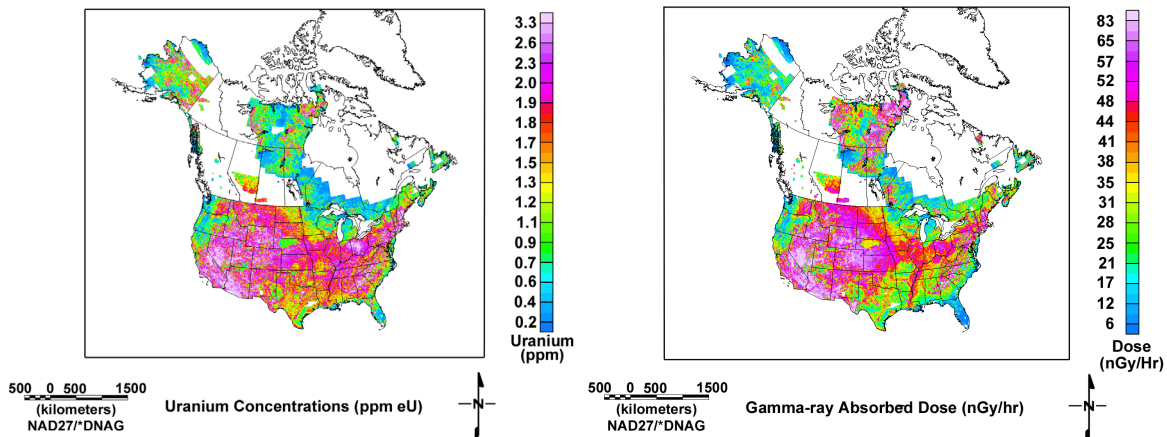 3.3
2.6
2.3
2.0
1.9
1.8
1.7
1.5
1.3
1.2
1.1
0.9
0.7
0.6
0.4
0.2
Uranium
(ppm)
500 0 500 1500
(kilometers)
NAD27/*DNAG
Uranium Concentrations (ppm eU)
N
83
65
57
52
48
44
41
38
35
31
28
25
21
17
12
6
Dose
(nGy/Hr)
500 0 500 1500
(kilometers)
NAD27/*DNAG
Gamma-ray Absorbed Dose (nGy/hr)
N